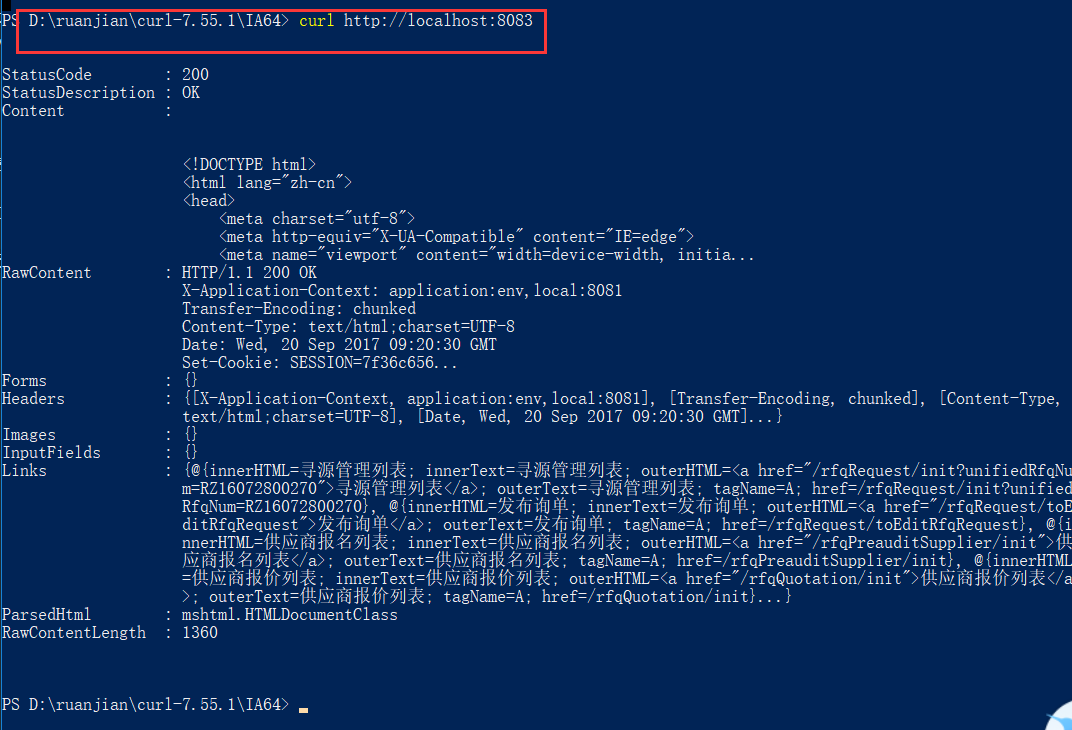 PS D:\ruanjian\curl-7.55.1\IA64> curl http://localhost:8083
StatusCode : 200
StatusDescription : OK
Content :
<!DOCTYPE html>
<html lang="zh-cn">
<head>
<meta charset="utf-8">
<meta http-equiv="X-UA-Compatible" content="IE=edge">
<meta name="viewport" content="width=device-width, initia...
RawContent : HTTP/1.1 200 OK
X-Application-Context: application:env,local:8081
Transfer-Encoding: chunked
Content-Type: text/html;charset=UTF-8
Date: Wed, 20 Sep 2017 09:20:30 GMT
Set-Cookie: SESSION=7f36c656...
Forms : {}
Headers : {[X-Application-Context, application:env,local:8081], [Transfer-Encoding, chunked], [Content-Type,
text/html;charset=UTF-8], [Date, Wed, 20 Sep 2017 09:20:30 GMT]...}
Images : {}
InputFields : {}
Links : {@{innerHTML=寻源管理列表; innerText=寻源管理列表; outerHTML=<a href="/rfqRequest/init?unifiedRfqNu
m=RZ16072800270">寻源管理列表</a>; outerText=寻源管理列表; tagName=A; href=/rfqRequest/init?unified
RfqNum=RZ16072800270}, @{innerHTML=发布询单; innerText=发布询单; outerHTML=<a href="/rfqRequest/toE
ditRfqRequest">发布询单</a>; outerText=发布询单; tagName=A; href=/rfqRequest/toEditRfqRequest}, @{i
nnerHTML=供应商报名列表; innerText=供应商报名列表; outerHTML=<a href="/rfqPreauditSupplier/init">供
应商报名列表</a>; outerText=供应商报名列表; tagName=A; href=/rfqPreauditSupplier/init}, @{innerHTML
=供应商报价列表; innerText=供应商报价列表; outerHTML=<a href="/rfqQuotation/init">供应商报价列表</a
>; outerText=供应商报价列表; tagName=A; href=/rfqQuotation/init}...}
ParsedHtml : mshtml.HTMLDocumentClass
RawContentLength : 1360
PS D:\ruanjian\curl-7.55.1\IA64>